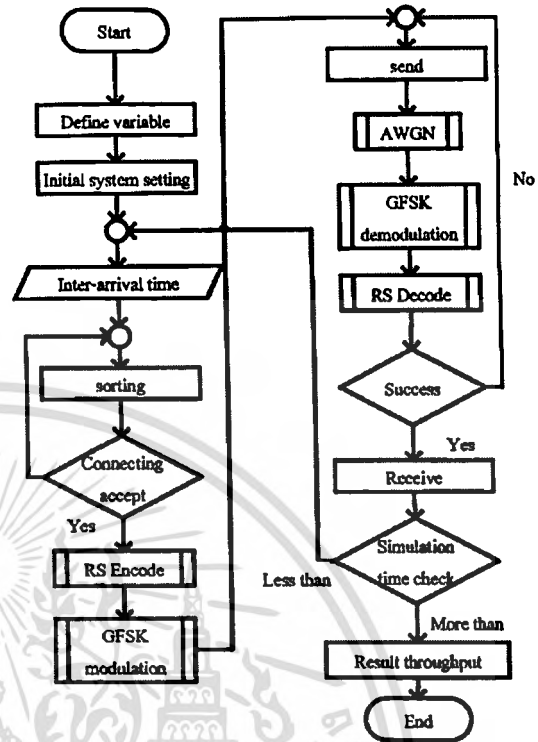 Start
Define variable
Initial system setting
Inter-arrival time
sorting
Connecting
accept
Yes
RS Encode
GFSK
modulation
send
AWGN
GFSK
demodulation
No
RS Decode
Success
Yes
Receive
Simulation
time check
Less than
More than
Result throughput
End